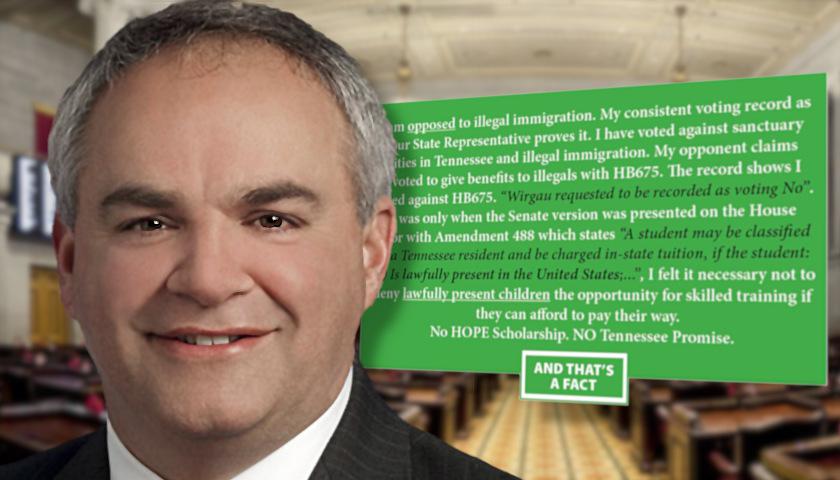 opposed to illegal immigration. My consistent voting record as
State Representative proves it. I have voted against sanctuary
in Tennessee and illegal immigration. My opponent claims
voted to give benefits to illegals with HB675. The record shows I
ed against HB675. “Wirgau requested to be recorded as voting No”.
was only when the Senate version was presented on the House
with Amendment 488 which states “A student may be classified
a Tennessee resident and be charged in-state tuition, if the student:
Is lawfully present in the United States;...”, I felt it necessary not to
eny lawfully present children the opportunity for skilled training if
they can afford to pay their way.
No HOPE Scholarship. NO Tennessee Promise.
AND THAT’S
A FACT